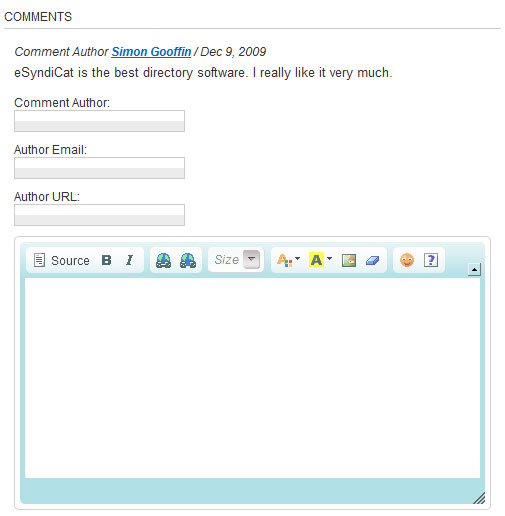 COMMENTS
Comment Author Simon Gooffin / Dec 9, 2009
eSyndiCat is the best directory software. I really like it very much.
Comment Author:
Author Email:
Author URL:
Source B I Size A A ?